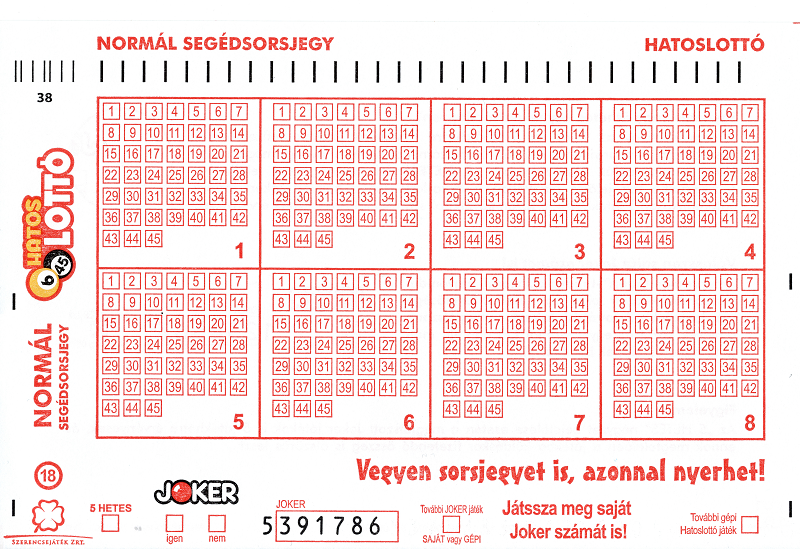 NORMÁL SEGÉDSORSJEGY HATOSLOTTÓ
38
1 2 3 4 5 6 7 1 2 3 4 5 6 7 1 2 3 4 5 6 7 1 2 3 4 5 6 7
8 9 10 11 12 13 14 8 9 10 11 12 13 14 8 9 10 11 12 13 14 8 9 10 11 12 13 14
15 16 17 18 19 20 21 15 16 17 18 19 20 21 15 16 17 18 19 20 21 15 16 17 18 19 20 21
22 23 24 25 26 27 28 22 23 24 25 26 27 28 22 23 24 25 26 27 28 22 23 24 25 26 27 28
29 30 31 32 33 34 35 29 30 31 32 33 34 35 29 30 31 32 33 34 35 29 30 31 32 33 34 35
36 37 38 39 40 41 42 36 37 38 39 40 41 42 36 37 38 39 40 41 42 36 37 38 39 40 41 42
43 44 45 43 44 45 43 44 45 43 44 45
1 2 3 4
HATOS
LOTTÓ
6 45
1 2 3 4 5 6 7 1 2 3 4 5 6 7 1 2 3 4 5 6 7 1 2 3 4 5 6 7
8 9 10 11 12 13 14 8 9 10 11 12 13 14 8 9 10 11 12 13 14 8 9 10 11 12 13 14
15 16 17 18 19 20 21 15 16 17 18 19 20 21 15 16 17 18 19 20 21 15 16 17 18 19 20 21
22 23 24 25 26 27 28 22 23 24 25 26 27 28 22 23 24 25 26 27 28 22 23 24 25 26 27 28
29 30 31 32 33 34 35 29 30 31 32 33 34 35 29 30 31 32 33 34 35 29 30 31 32 33 34 35
36 37 38 39 40 41 42 36 37 38 39 40 41 42 36 37 38 39 40 41 42 36 37 38 39 40 41 42
43 44 45 43 44 45 43 44 45 43 44 45
5 6 7 8
NORMÁL
SEGÉDSORSJEGY
18
Vegyen sorsjegyet is, azonnal nyerhet!
SZERENCSEJÁTÉK ZRT.
5 HETES
JOKER
igen nem
JOKER
5391786
További JOKER játék
SAJÁT vagy GÉPI
Játssza meg saját
Joker számát is!
További gépi
Hatoslottó játék